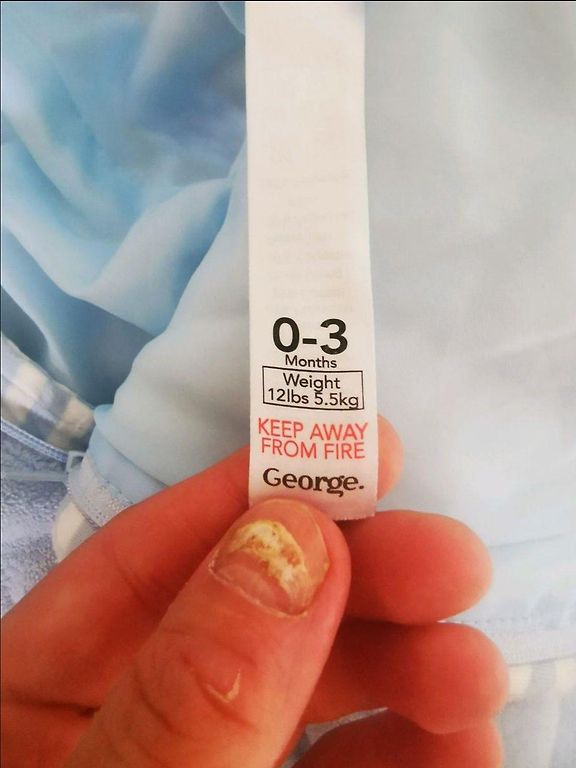 0-3
Months
Weight
12lbs 5.5kg
KEEP AWAY
FROM FIRE
George.